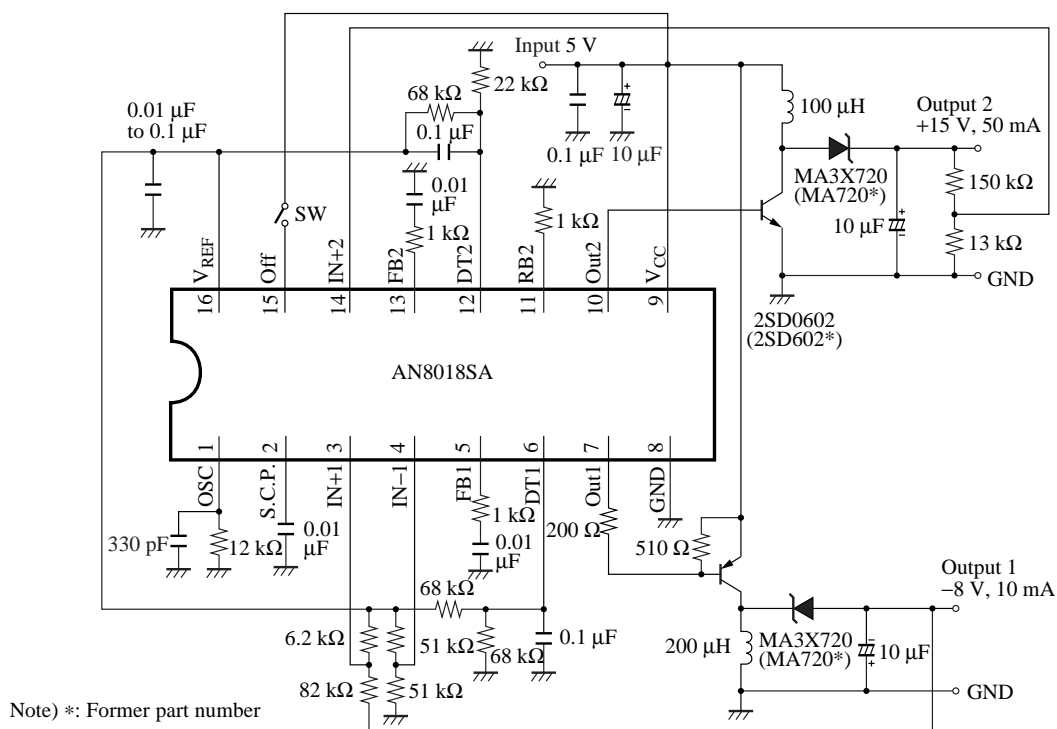 Input 5 V
22 kΩ
68 kΩ
0.1 μF
0.01 μF
to 0.1 μF
0.1 μF
10 μF
100 μH
Output 2
+15 V, 50 mA
MA3X720
(MA720*)
150 kΩ
10 μF
13 kΩ
GND
2SD0602
(2SD602*)
0.01
μF
1 kΩ
1 kΩ
SW
VREF
Off
IN+2
FB2
DT2
RB2
Out2
VCC
16
15
14
13
12
11
10
9
AN8018SA
1
2
3
4
5
6
7
8
OSC
S.C.P.
IN+1
IN−1
FB1
DT1
Out1
GND
330 pF
12 kΩ
0.01
μF
1 kΩ
0.01
μF
200 Ω
510 Ω
68 kΩ
6.2 kΩ
51 kΩ
68 kΩ
0.1 μF
82 kΩ
51 kΩ
200 μH
MA3X720
(MA720*)
10 μF
Output 1
−8 V, 10 mA
GND
Note) *: Former part number